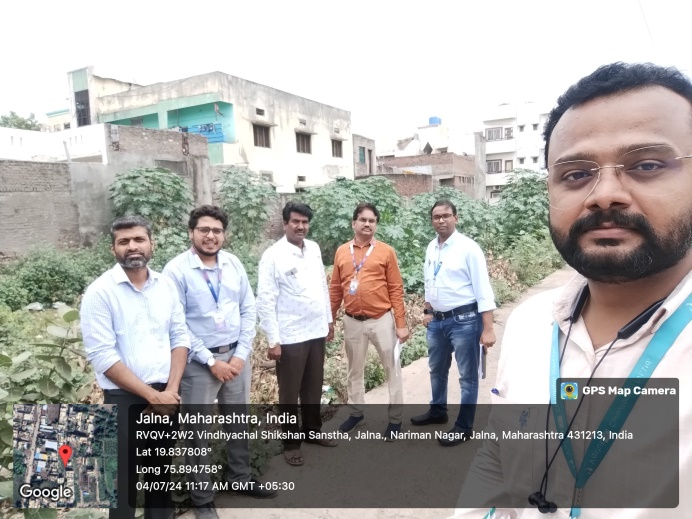 GPS Map Camera
Jalna, Maharashtra, India
RVQV+2W2 Vindhyachal Shikshan Sanstha, Jalna., Nariman Nagar, Jalna, Maharashtra 431213, India
Lat 19.837808°
Long 75.894758°
04/07/24 11:17 AM GMT +05:30
Google